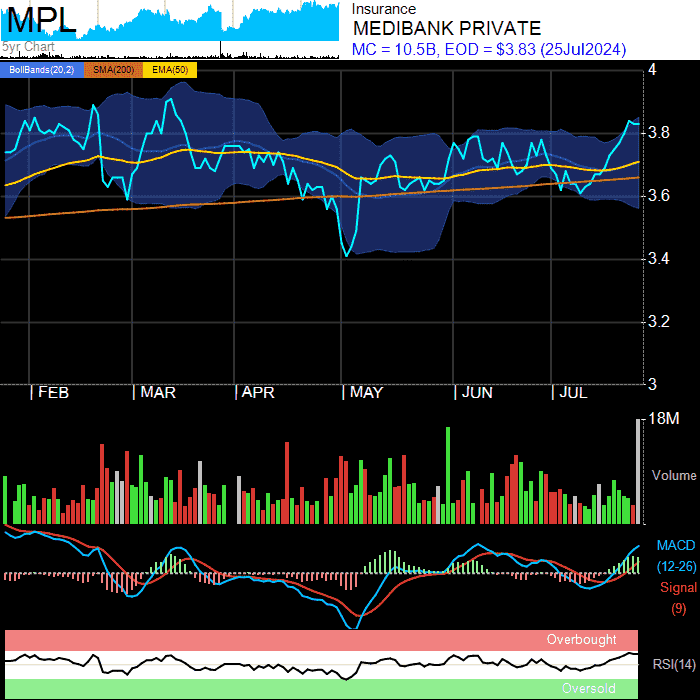 MPL
5yr Chart
Insurance
MEDIBANK PRIVATE
MC = 10.5B, EOD = $3.83 (25Jul2024)
BollBands(20,2) SMA(200) EMA(50)
4
3.8
3.6
3.4
3.2
3
FEB MAR APR MAY JUN JUL
18M
Volume
MACD
(12-26)
Signal
(9)
Overbought
RSI(14)
Oversold